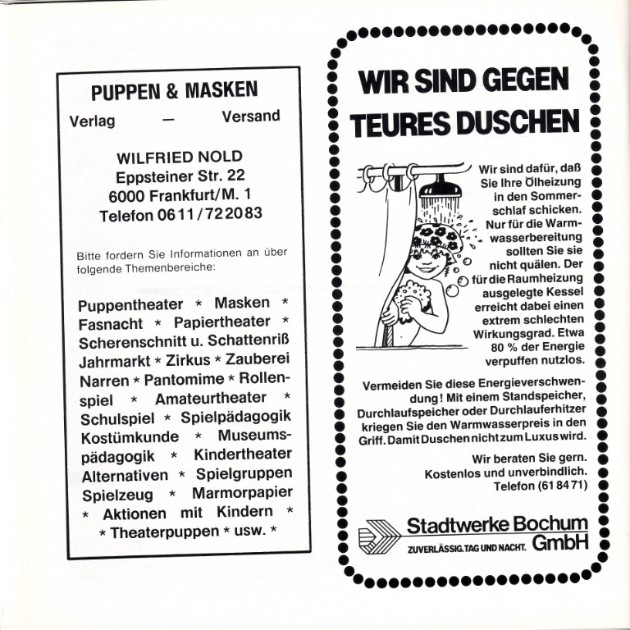 PUPPEN & MASKEN
Verlag — Versand
WILFRIED NOLD
Eppsteiner Str. 22
6000 Frankfurt/M. 1
Telefon 0611/722083
Bitte fordern Sie Informationen an über
folgende Themenbereiche:
Puppentheater * Masken *
Fasnacht * Papiertheater *
Scherenschnitt u. Schattenriß
Jahrmarkt * Zirkus * Zauberei
Narren * Pantomime * Rollen-
spiel * Amateurtheater *
Schulspiel * Spielpädagogik
Kostümkunde * Museums-
pädagogik * Kindertheater
Alternativen * Spielgruppen
Spielzeug * Marmorpapier
* Aktionen mit Kindern *
* Theaterpuppen * usw. *
WIR SIND GEGEN
TEURES DUSCHEN
Wir sind dafür, daß
Sie Ihre Ölheizung
in den Sommer-
schlaf schicken.
Nur für die Warm-
wasserbereitung
sollten Sie sie
nicht quälen. Der
für die Raumheizung
ausgelegte Kessel
erreicht dabei einen
extrem schlechten
Wirkungsgrad. Etwa
80 % der Energie
verpuffen nutzlos.
Vermeiden Sie diese Energieverschwen-
dung! Mit einem Standspeicher,
Durchlaufspeicher oder Durchlauferhitzer
kriegen Sie den Warmwasserpreis in den
Griff. Damit Duschen nicht zum Luxus wird.
Wir beraten Sie gern.
Kostenlos und unverbindlich.
Telefon (61 84 71)
Stadtwerke Bochum
ZUVERLÄSSIG. TAG UND NACHT. GmbH